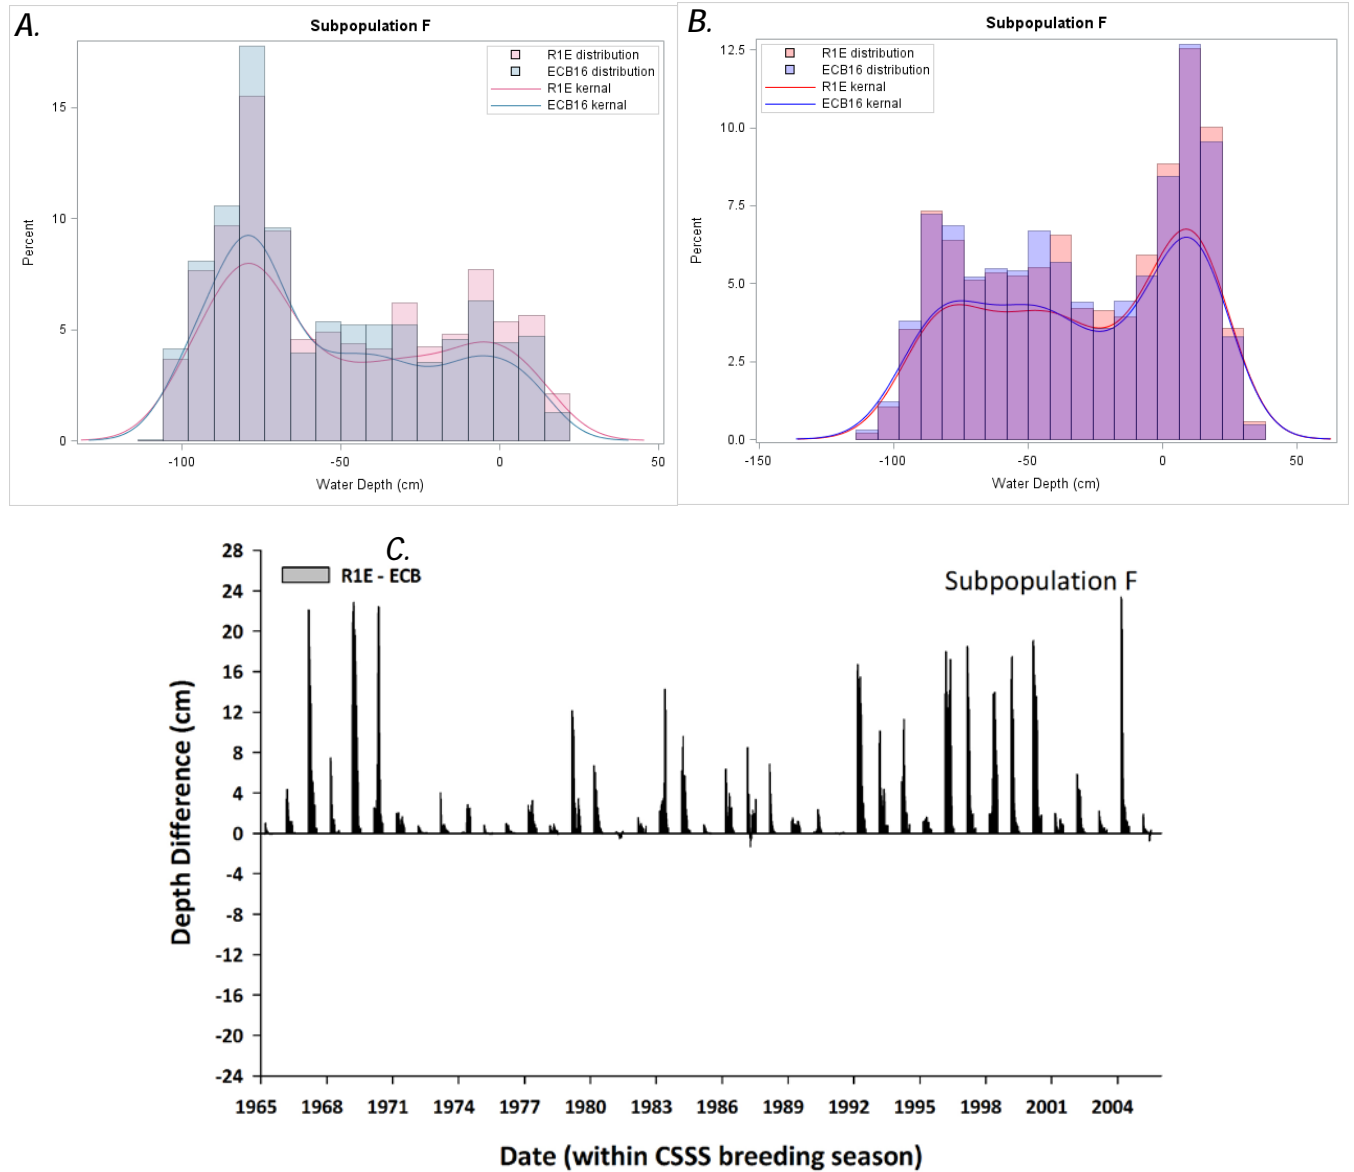 A.
Subpopulation F
R1E distribution
ECB16 distribution
R1E kernal
ECB16 kernal
Percent
15
10
5
0
-100 -50 0 50
Water Depth (cm)
B.
Subpopulation F
R1E distribution
ECB16 distribution
R1E kernal
ECB16 kernal
Percent
12.5
10.0
7.5
5.0
2.5
0.0
-150 -100 -50 0 50
Water Depth (cm)
C.
R1E - ECB
Subpopulation F
Depth Difference (cm)
28
24
20
16
12
8
4
0
-4
-8
-12
-16
-20
-24
1965 1968 1971 1974 1977 1980 1983 1986 1989 1992 1995 1998 2001 2004
Date (within CSSS breeding season)